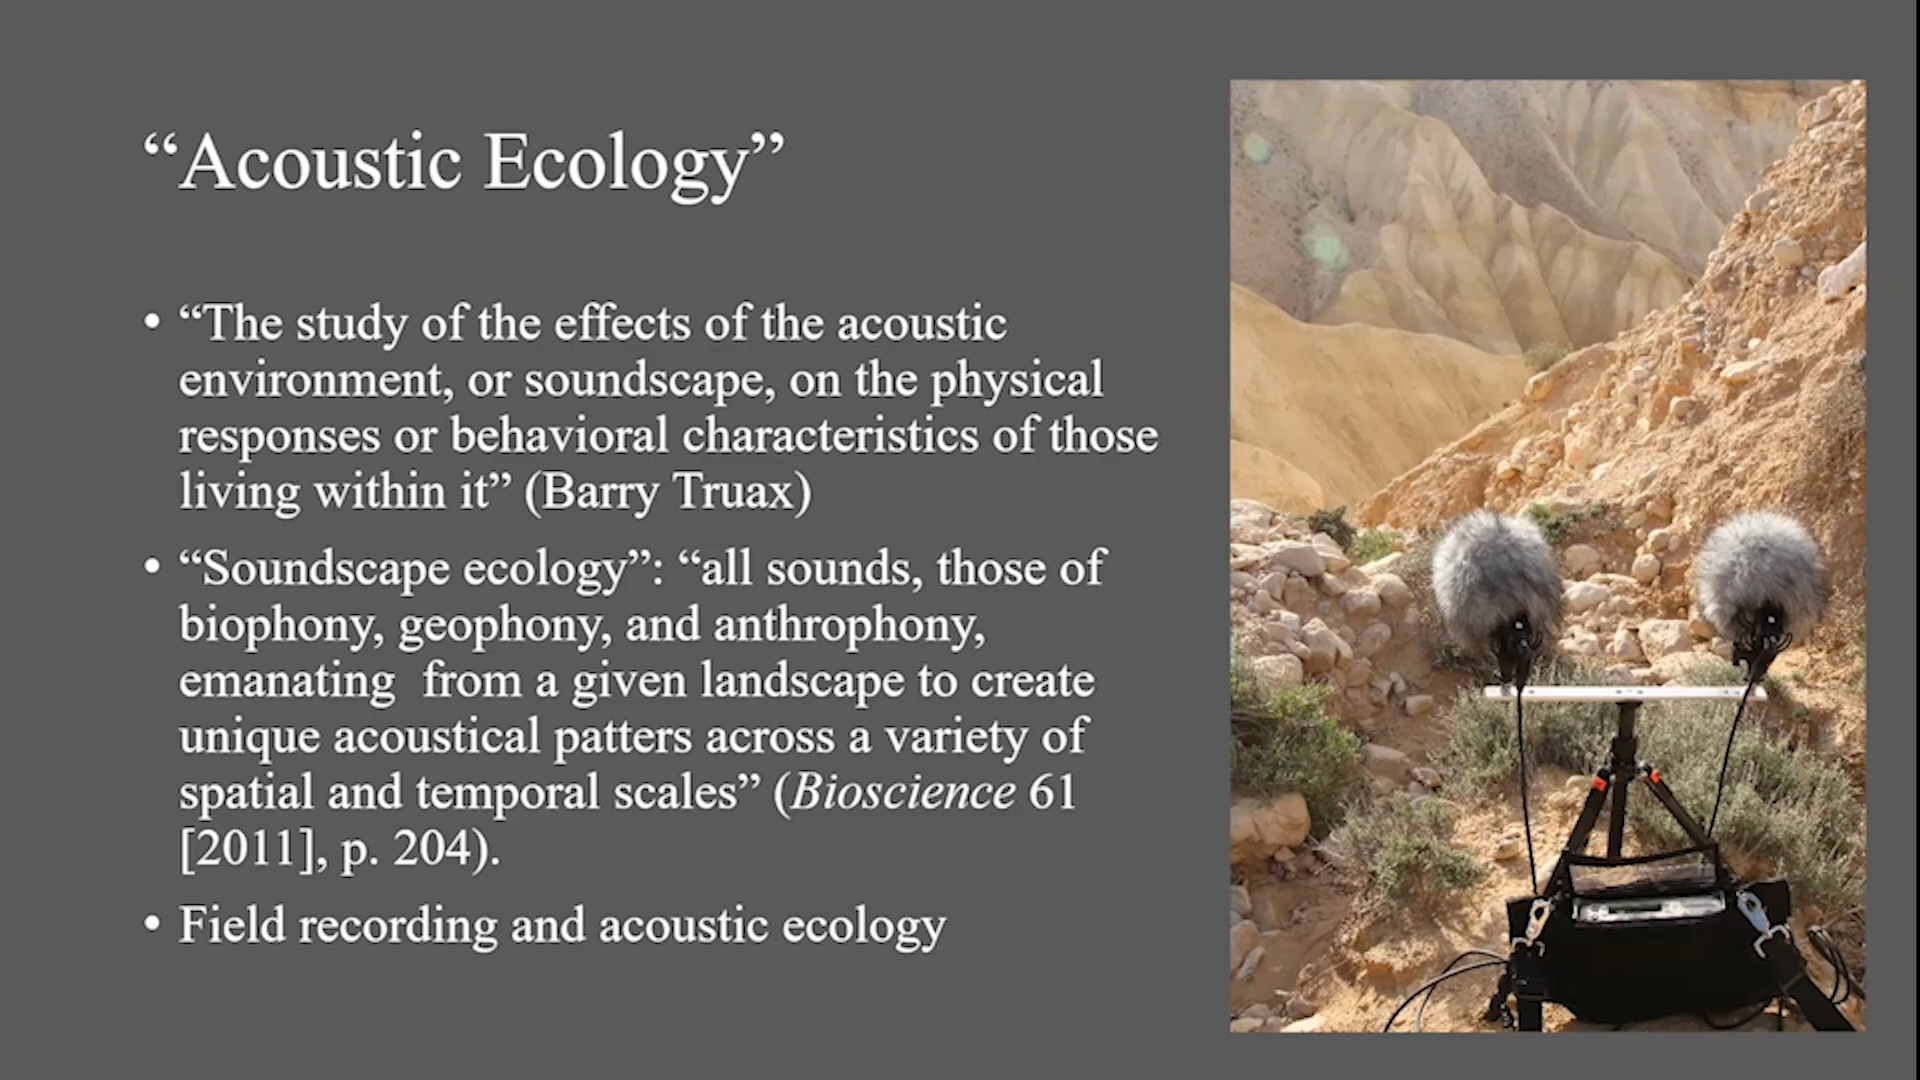 “Acoustic Ecology”
• “The study of the effects of the acoustic
environment, or soundscape, on the physical
responses or behavioral characteristics of those
living within it” (Barry Truax)
• “Soundscape ecology”: “all sounds, those of
biophony, geophony, and anthrophony,
emanating  from a given landscape to create
unique acoustical patters across a variety of
spatial and temporal scales” (Bioscience 61
[2011], p. 204).
• Field recording and acoustic ecology